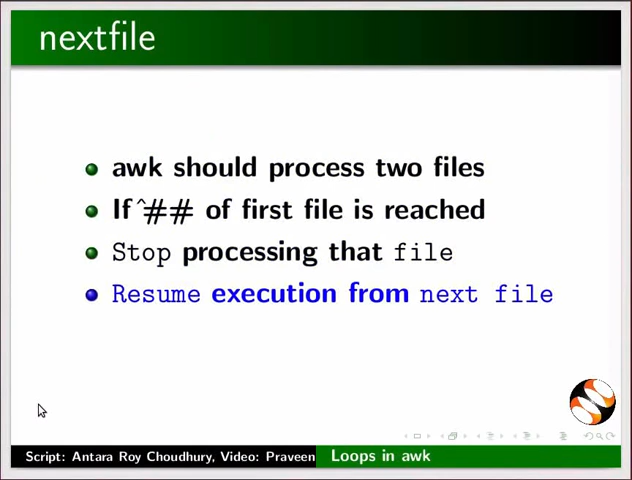 nextfile
awk should process two files
If ^## of first file is reached
Stop processing that file
Resume execution from next file
Script: Antara Roy Choudhury, Video: Praveen
Loops in awk